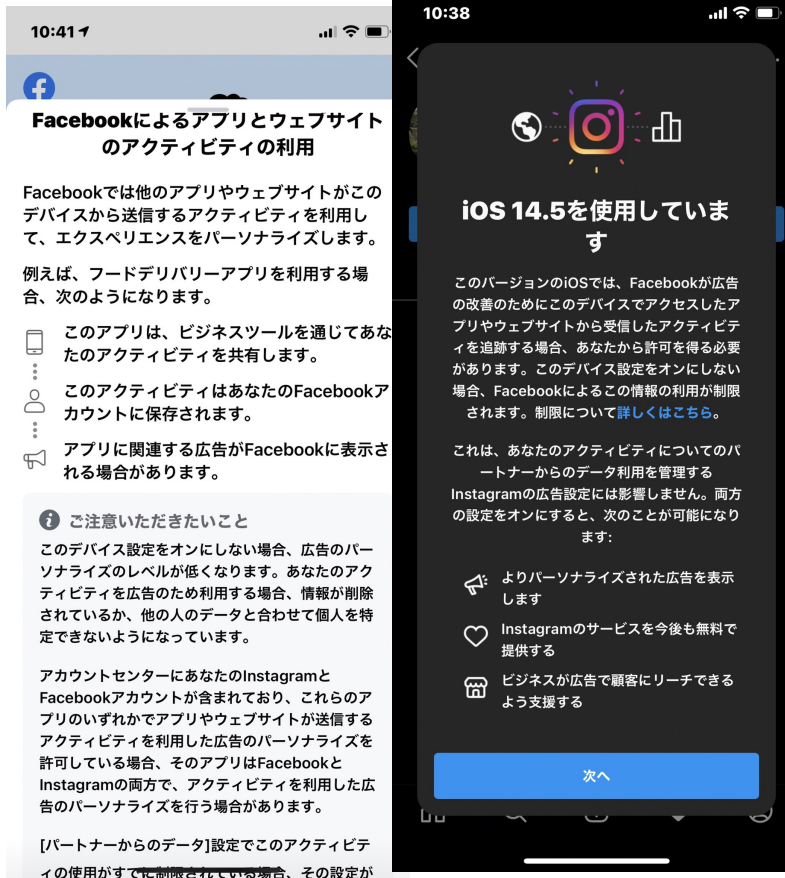 10:41
Facebookによるアプリとウェブサイト
のアクティビティの利用
Facebookでは他のアプリやウェブサイトがこの
デバイスから送信するアクティビティを利用し
て、エクスペリエンスをパーソナライズします。
例えば、フードデリバリーアプリを利用する場
合、次のようになります。
このアプリは、ビジネスツールを通じてあな
たのアクティビティを共有します。
このアクティビティはあなたのFacebookア
カウントに保存されます。
アプリに関連する広告がFacebookに表示さ
れる場合があります。
ご注意いただきたいこと
このデバイス設定をオンにしない場合、広告のパー
ソナライズのレベルが低くなります。あなたのアク
ティビティを広告のため利用する場合、情報が削除
されているか、他の人のデータと合わせて個人を特
定できないようになっています。
アカウントセンターにあなたのInstagramと
Facebookアカウントが含まれており、これらのア
プリのいずれかでアプリやウェブサイトが送信する
アクティビティを利用した広告のパーソナライズを
許可している場合、そのアプリはFacebookと
Instagramの両方で、アクティビティを利用した広
告のパーソナライズを行う場合があります。
[パートナーからのデータ]設定でこのアクティビテ
ィの使用がすでに制限されている場合、その設定が
10:38
iOS 14.5を使用していま
す
このバージョンのiOSでは、Facebookが広告
の改善のためにこのデバイスでアクセスしたア
プリやウェブサイトから受信したアクティビテ
ィを追跡する場合、あなたから許可を得る必要
があります。このデバイス設定をオンにしない
場合、Facebookによるこの情報の利用が制限
されます。制限について詳しくはこちら。
これは、あなたのアクティビティについてのパ
ートナーからのデータ利用を管理する
Instagramの広告設定には影響しません。両方
の設定をオンにすると、次のことが可能になり
ます:
よりパーソナライズされた広告を表示
します
Instagramのサービスを今後も無料で
提供する
ビジネスが広告で顧客にリーチできる
よう支援する
次へ